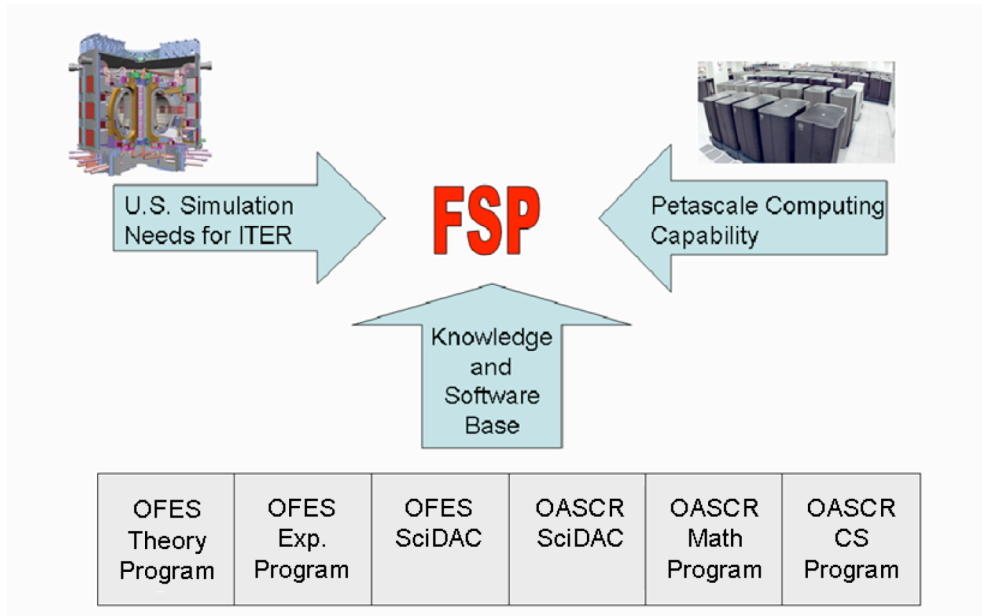 U.S. Simulation
Needs for ITER
FSP
Petascale Computing
Capability
Knowledge
and
Software
Base
OFES
Theory
Program
OFES
Exp.
Program
OFES
SciDAC
OASCR
SciDAC
OASCR
Math
Program
OASCR
CS
Program